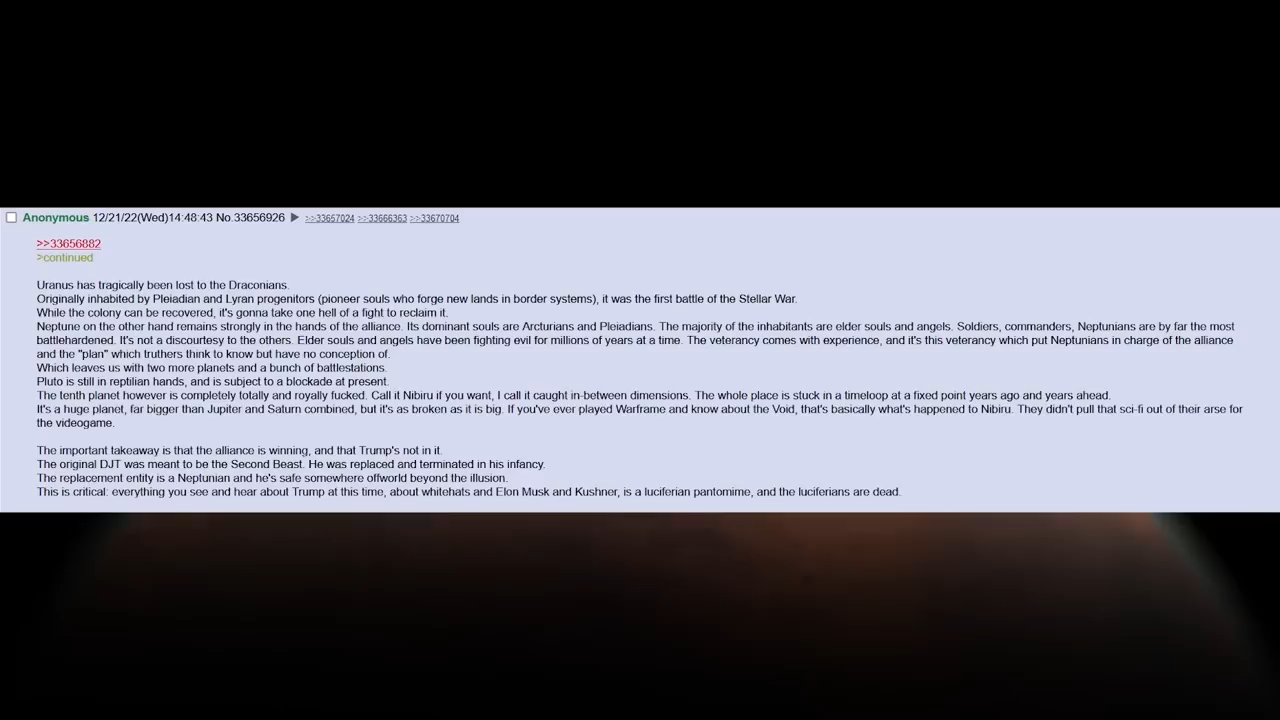 Anonymous 12/21/22(Wed)14:48:43 No.33656926 ▶ >>33657024 >>33666363 >>33670704
>>33656882
>continued
Uranus has tragically been lost to the Draconians.
Originally inhabited by Pleiadian and Lyran progenitors (pioneer souls who forge new lands in border systems), it was the first battle of the Stellar War.
While the colony can be recovered, it's gonna take one hell of a fight to reclaim it.
Neptune on the other hand remains strongly in the hands of the alliance. Its dominant souls are Arcturians and Pleiadians. The majority of the inhabitants are elder souls and angels. Soldiers, commanders, Neptunians are by far the most
battlehardened. It's not a discourtesy to the others. Elder souls and angels have been fighting evil for millions of years at a time. The veterancy comes with experience, and it's this veterancy which put Neptunians in charge of the alliance
and the "plan" which truthers think to know but have no conception of.
Which leaves us with two more planets and a bunch of battlestations.
Pluto is still in reptilian hands, and is subject to a blockade at present.
The tenth planet however is completely totally and royally fucked. Call it Nibiru if you want, I call it caught in-between dimensions. The whole place is stuck in a timeloop at a fixed point years ago and years ahead.
It's a huge planet, far bigger than Jupiter and Saturn combined, but it's as broken as it is big. If you've ever played Warframe and know about the Void, that's basically what's happened to Nibiru. They didn't pull that sci-fi out of their arse for
the videogame.
The important takeaway is that the alliance is winning, and that Trump's not in it.
The original DJT was meant to be the Second Beast. He was replaced and terminated in his infancy.
The replacement entity is a Neptunian and he's safe somewhere offworld beyond the illusion.
This is critical: everything you see and hear about Trump at this time, about whitehats and Elon Musk and Kushner, is a luciferian pantomime, and the luciferians are dead.